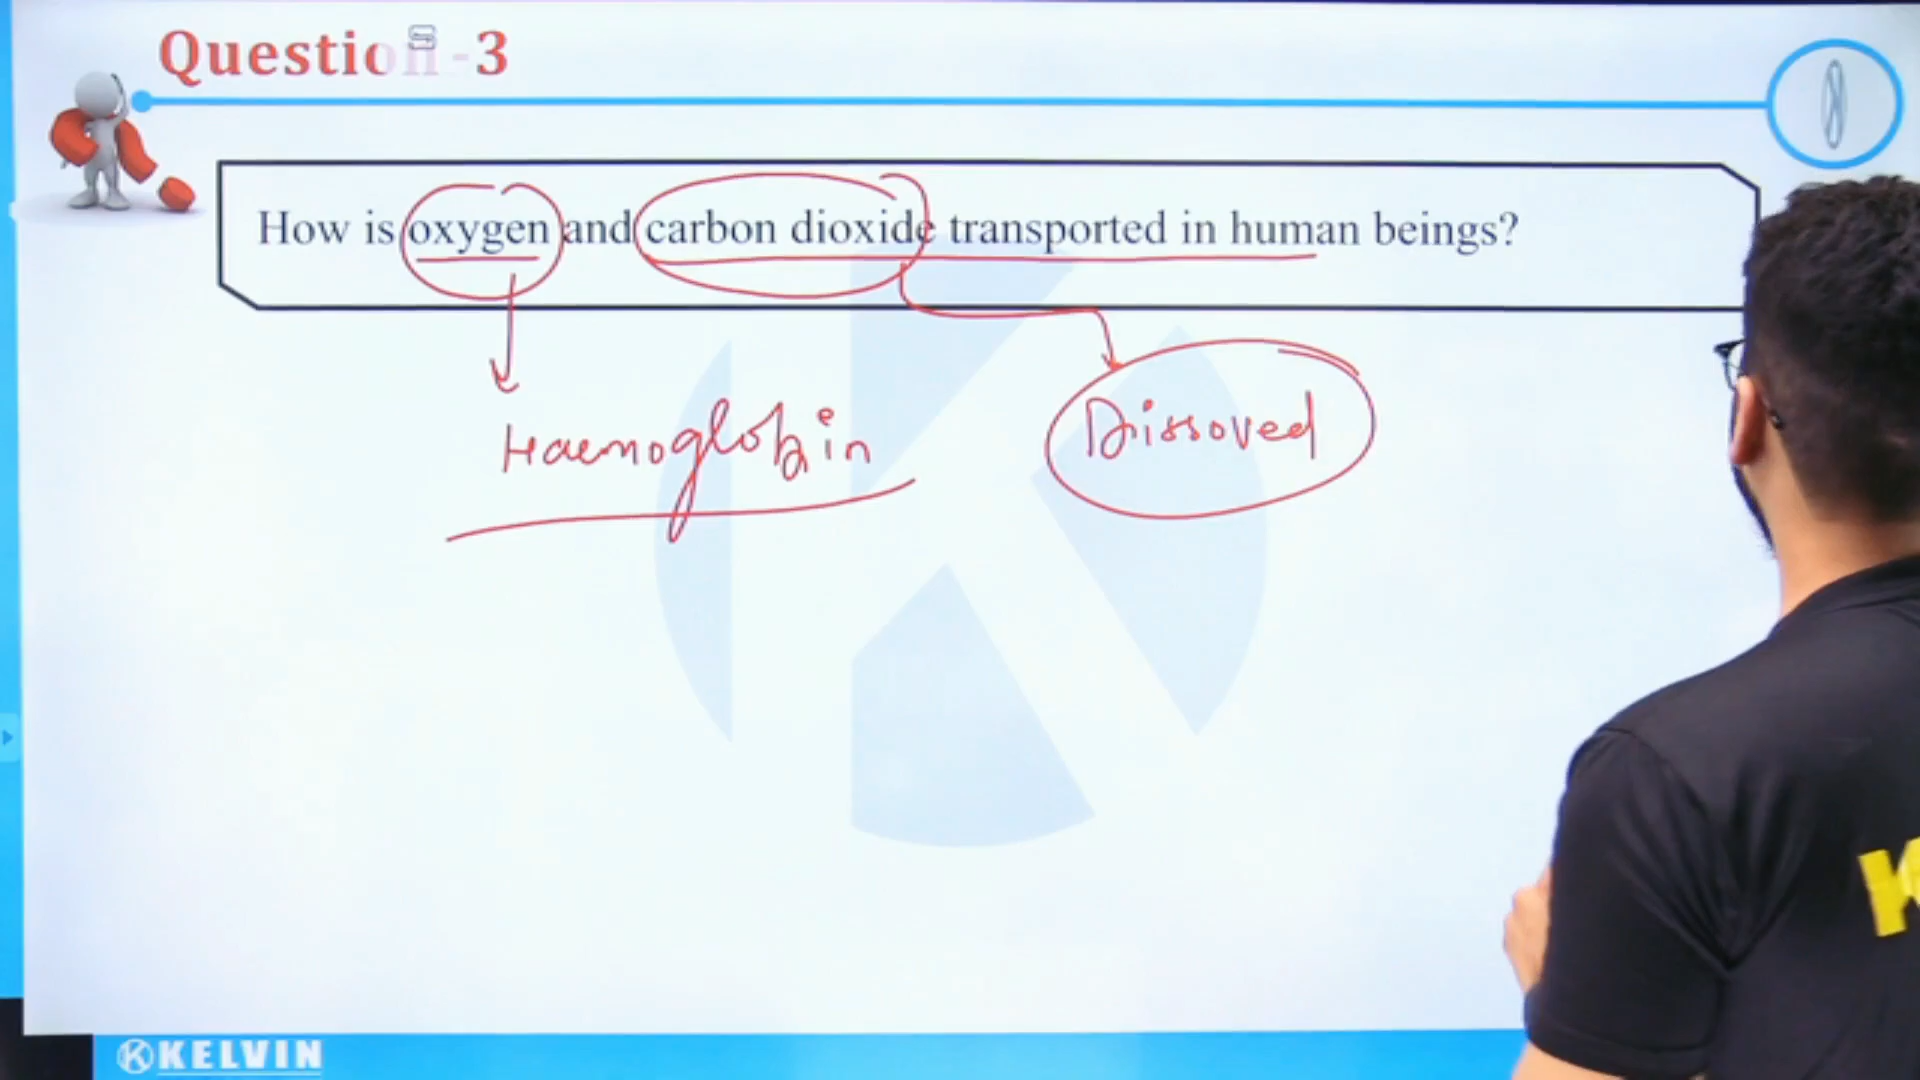 Question-3
How is oxygen and carbon dioxide transported in human beings?
Haemoglobin
Dissoved
K
KELVIN